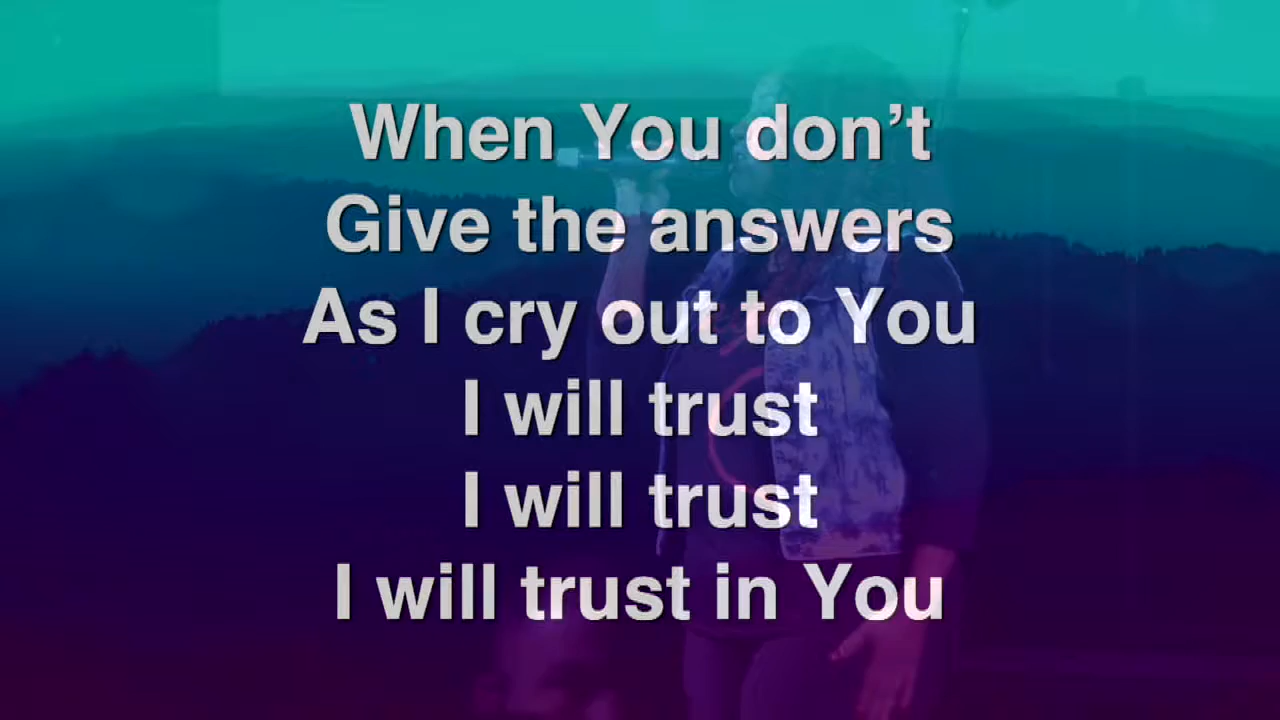 When You don’t
Give the answers
As I cry out to You
I will trust
I will trust
I will trust in You